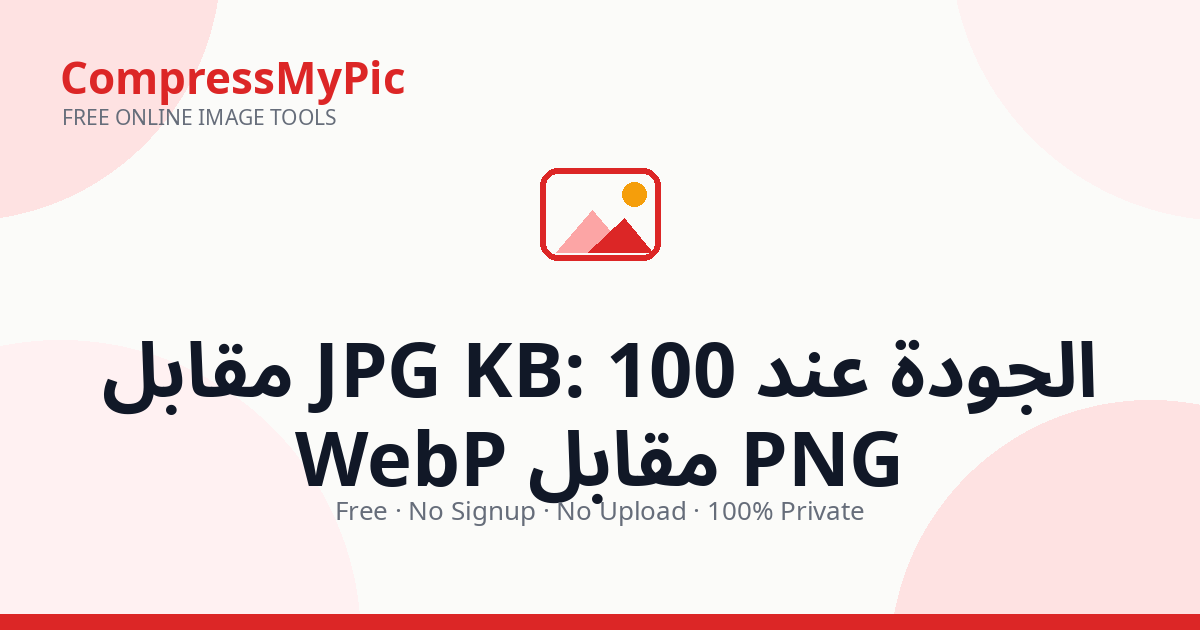 CompressMyPic
FREE ONLINE IMAGE TOOLS
الجودة عند 100 KB: JPG مقابل
PNG مقابل WebP
Free · No Signup · No Upload · 100% Private